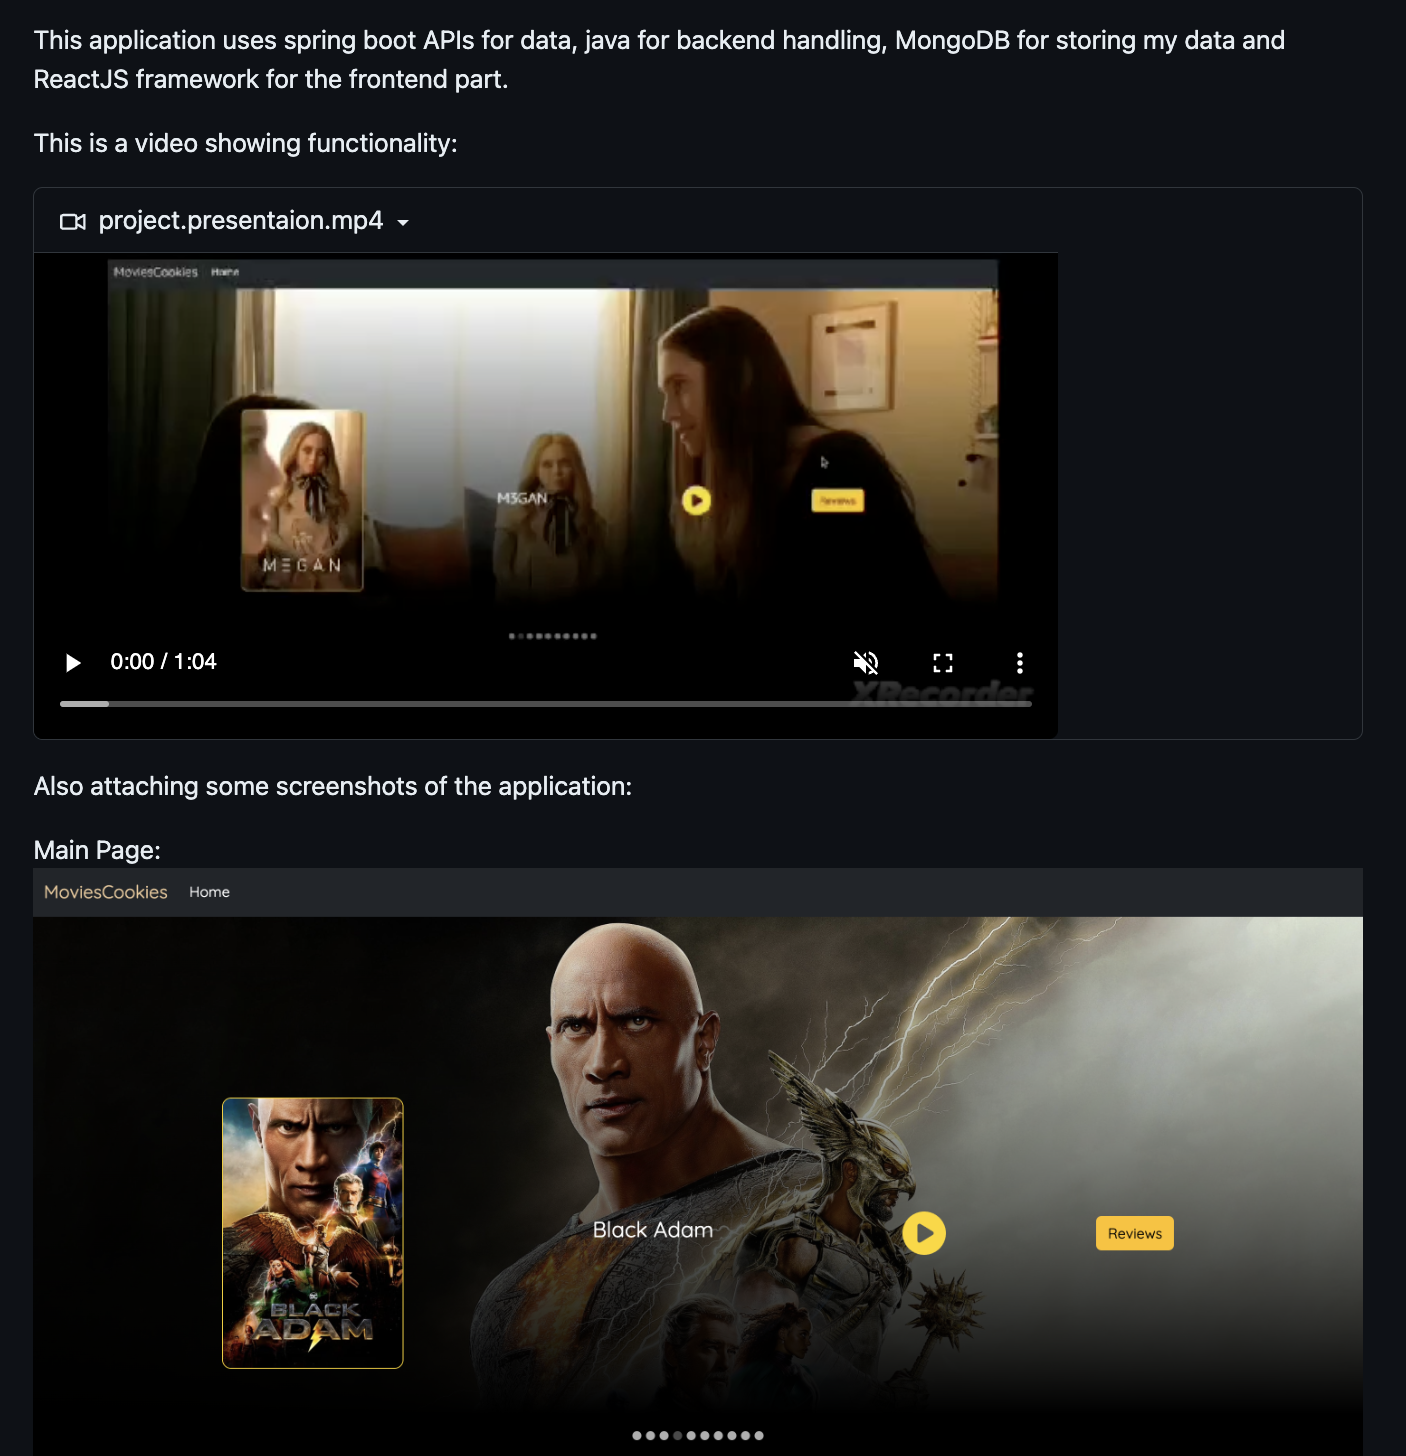 This application uses spring boot APIs for data, java for backend handling, MongoDB for storing my data and
ReactJS framework for the frontend part.
This is a video showing functionality:
project.presentaion.mp4
MoviesCookies Home
M3GAN
Reviews
MEGAN
0:00 / 1:04
XRecorder
Also attaching some screenshots of the application:
Main Page:
MoviesCookies Home
Black Adam
Reviews
DC
BLACK
ADAM